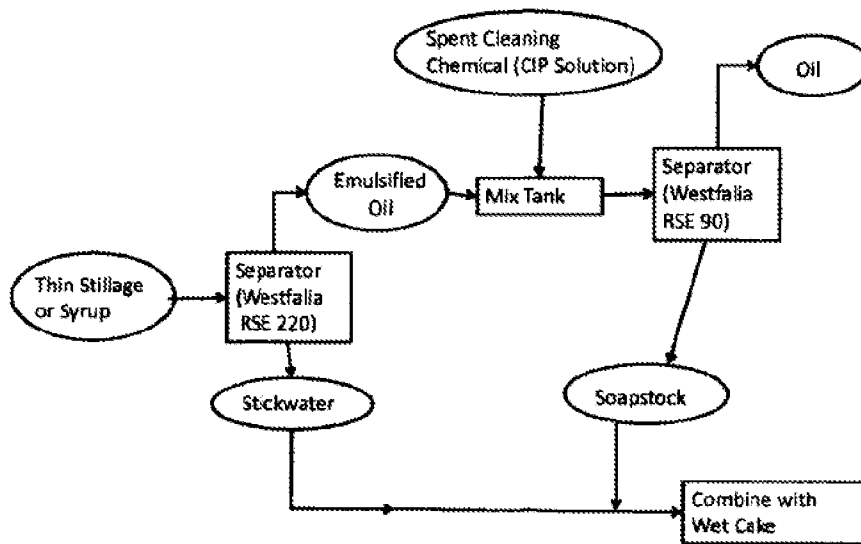 Spent Cleaning
Chemical (CIP Solution)
Oil
Emulsified
Oil
Mix Tank
Separator
(Westfalia
RSE 90)
Thin Stillage
or Syrup
Separator
(Westfalia
RSE 220)
Stickwater
Soapstock
Combine with
Wet Cake